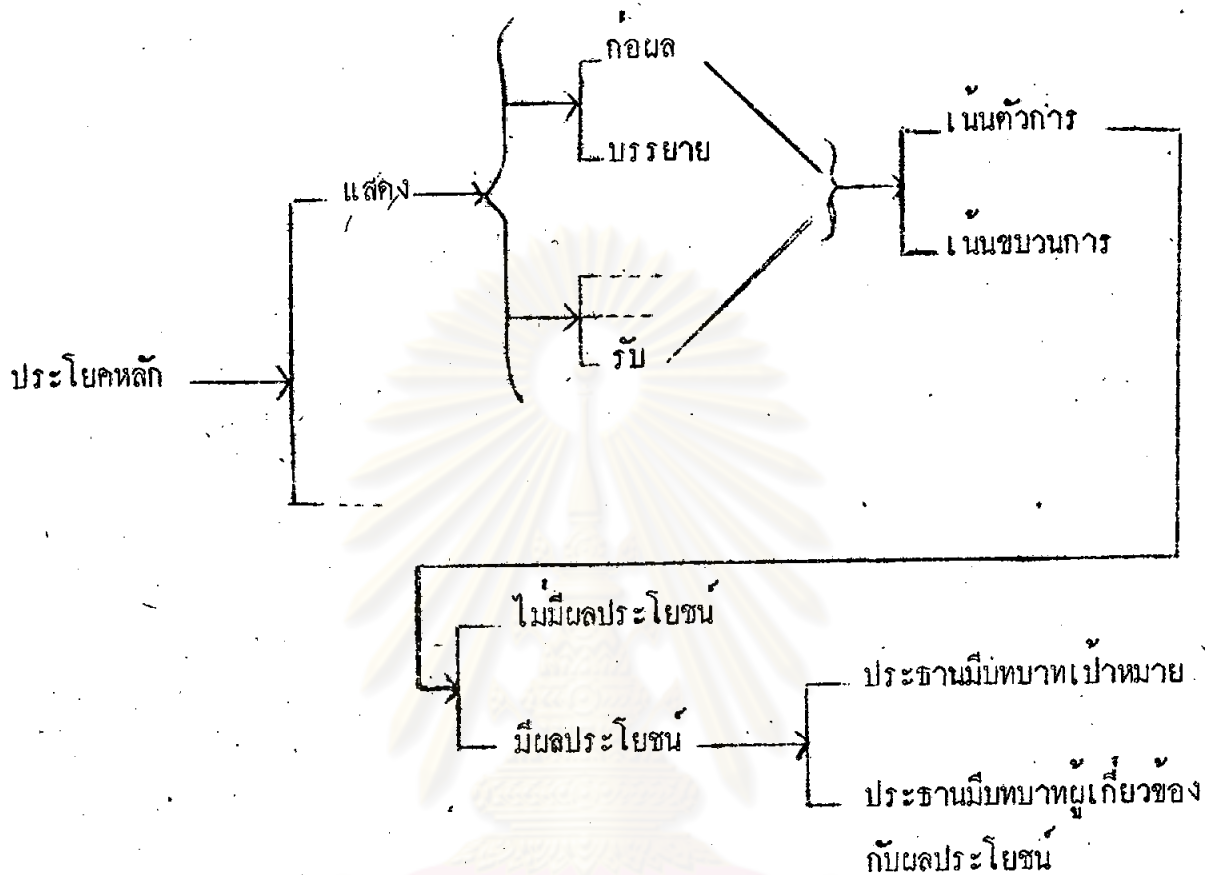 ก่อผล
บรรยาย
แสดง
เน้นตัวการ
เน้นขบวนการ
รับ
ประโยคหลัก
ไม่มีผลประโยชน์
มีผลประโยชน์
ประธานมีบทบาทเป้าหมาย
ประธานมีบทบาทผู้เกี่ยวข้อง
กับผลประโยชน์